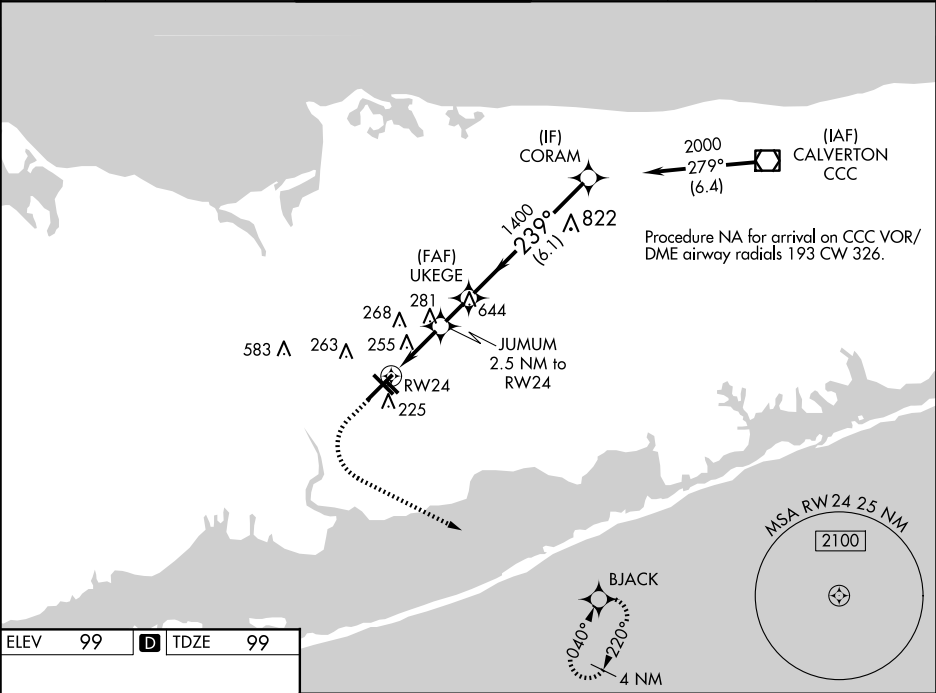 (IF)
CORAM
2000
279°
(6.4)
(IAF)
CALVERTON
CCC
1400
239°
(6.1)
822
Procedure NA for arrival on CCC VOR/
DME airway radials 193 CW 326.
(FAF)
UKEGE
281
644
268
583
263
255
JUMUM
2.5 NM to
RW24
RW24
225
MSA RW24 25 NM
2100
BJACK
040°
220°
4 NM
ELEV 99 D TDZE 99